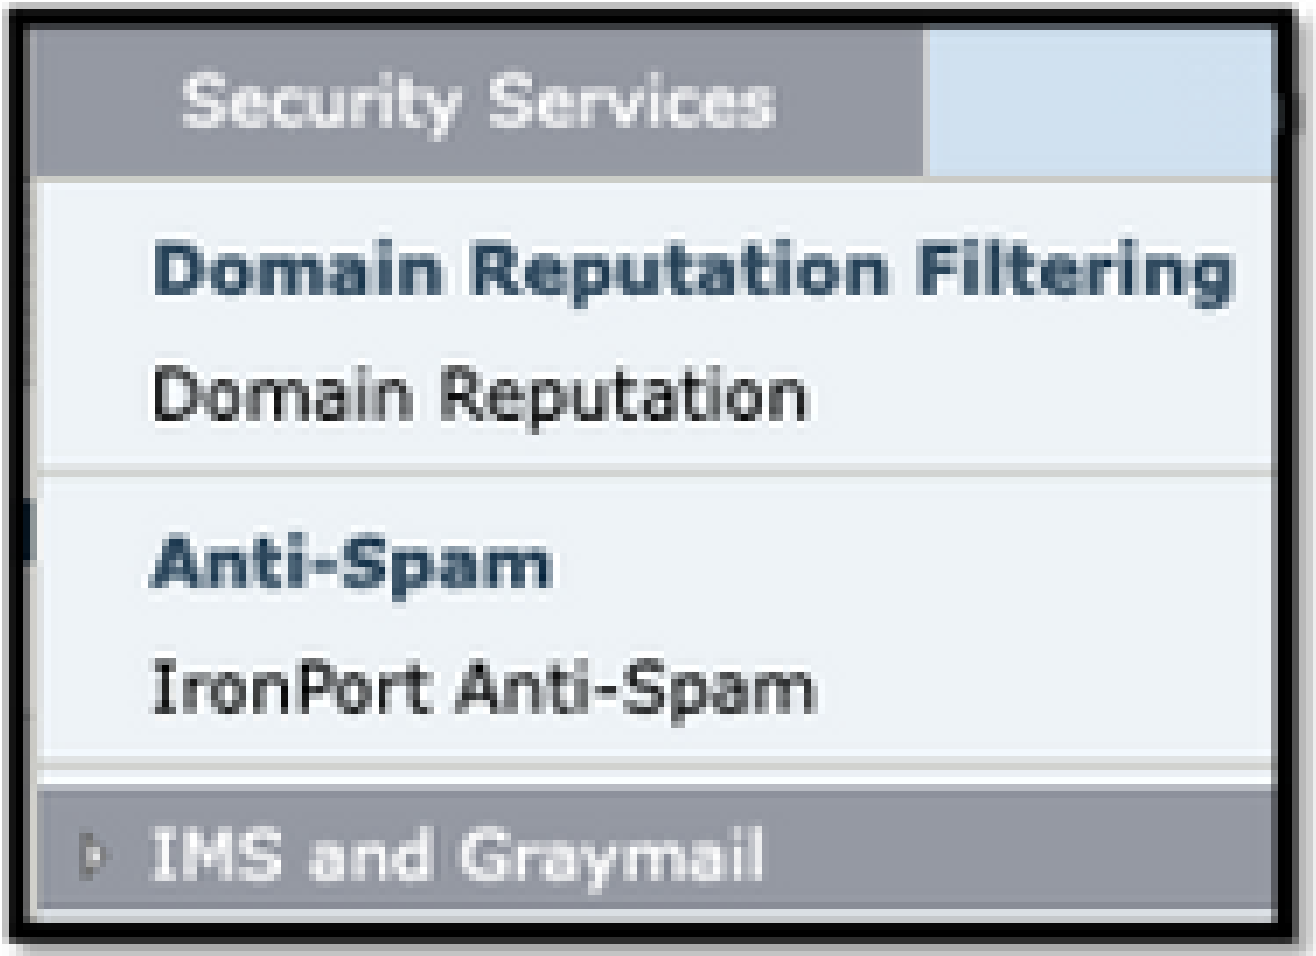 Security Services
Domain Reputation Filtering
Domain Reputation
Anti-Spam
IronPort Anti-Spam
IMS and Graymail